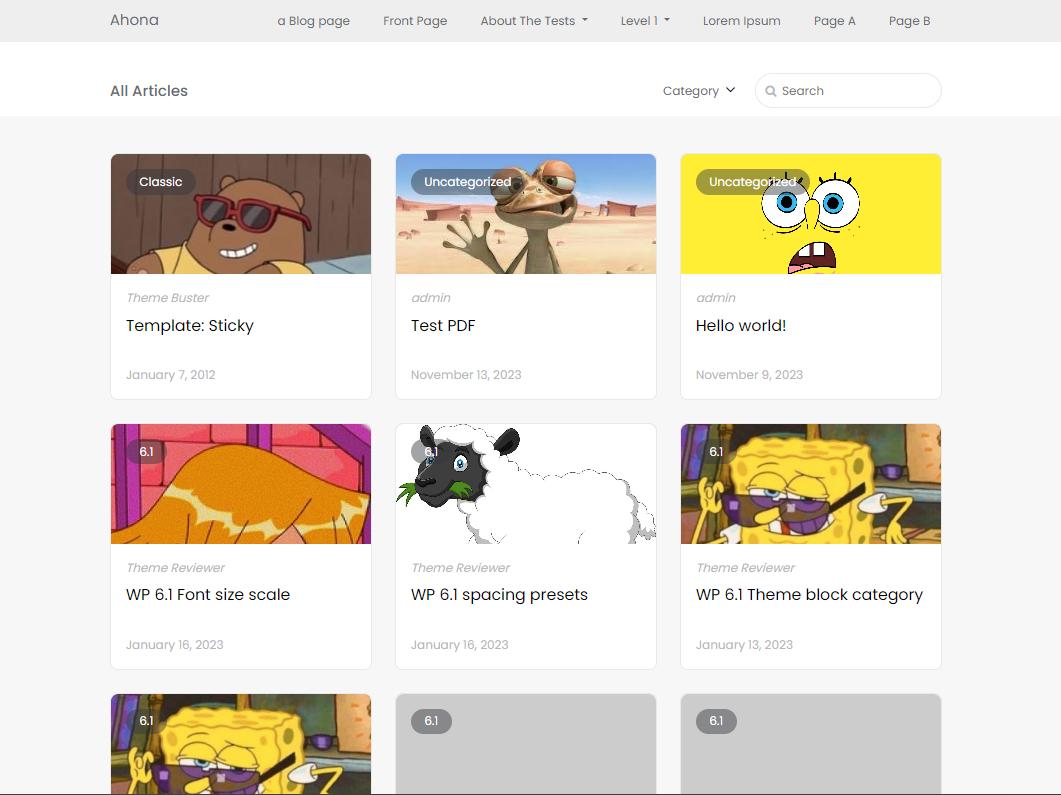 Ahona a Blog page Front Page About The Tests Level 1 Lorem Ipsum Page A Page B
All Articles Category Search
Classic Uncategorized Uncategorized
Theme Buster admin admin
Template: Sticky Test PDF Hello world!
January 7, 2012 November 13, 2023 November 9, 2023
6.1 6.1 6.1
Theme Reviewer Theme Reviewer Theme Reviewer
WP 6.1 Font size scale WP 6.1 spacing presets WP 6.1 Theme block category
January 16, 2023 January 16, 2023 January 13, 2023
6.1 6.1 6.1